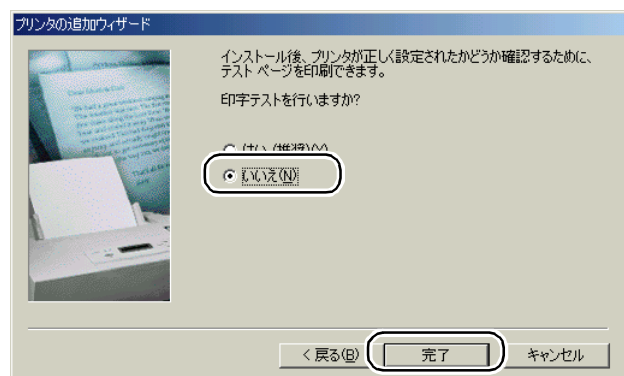 プリンタの追加ウィザード
インストール後、プリンタが正しく設定されたかどうか確認するために、
テスト ページを印刷できます。
印字テストを行いますか?
はい (推奨)(Y)
いいえ(N)
< 戻る(B)
完了
キャンセル